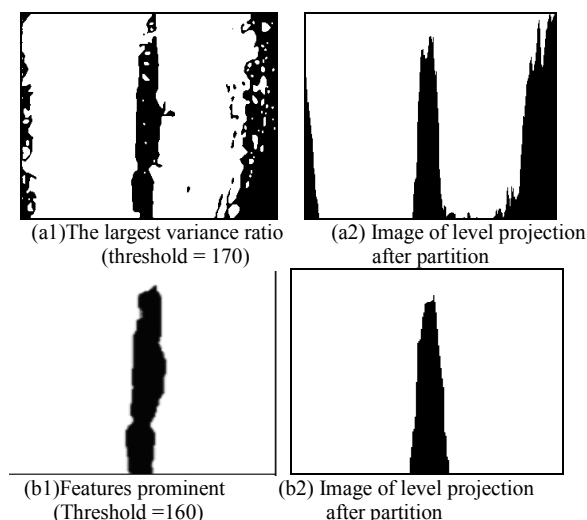 (a1)The largest variance ratio
(threshold = 170)
(a2) Image of level projection
after partition
(b1)Features prominent
(Threshold =160)
(b2) Image of level projection
after partition